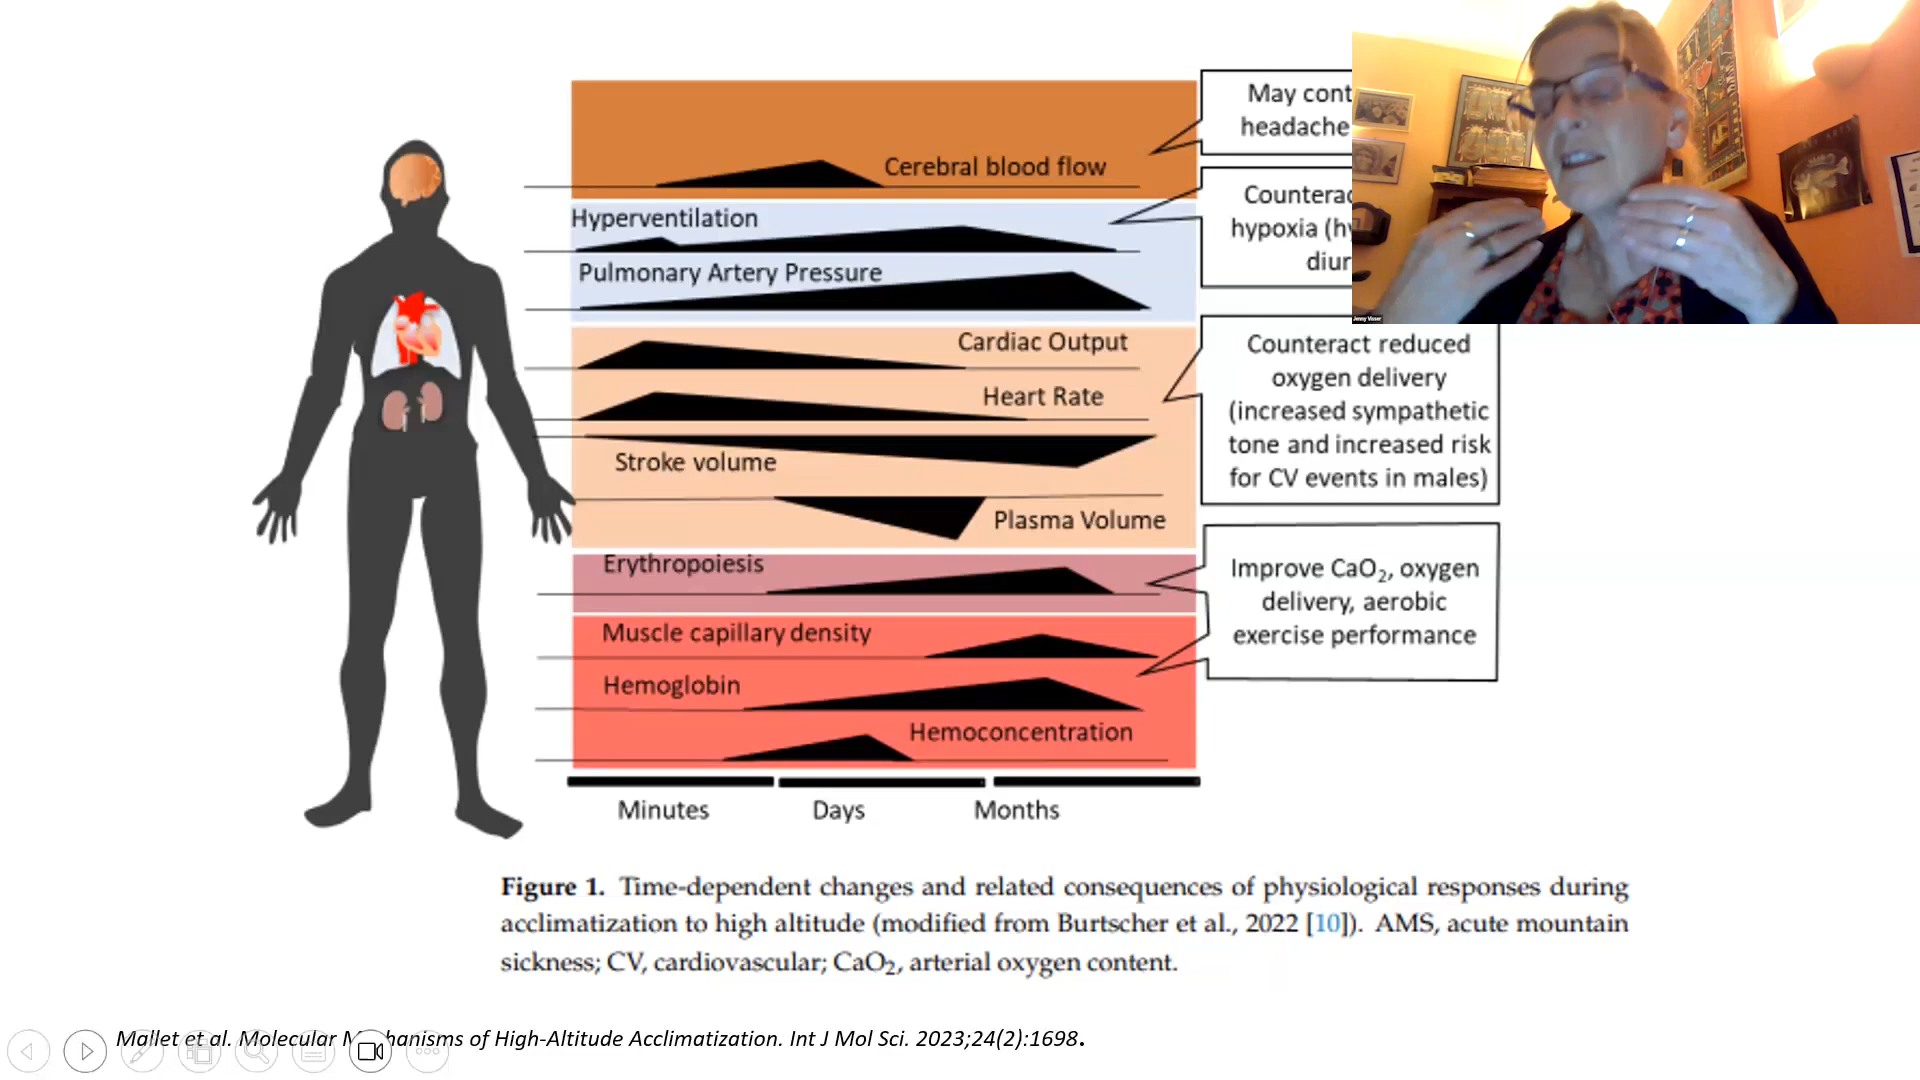 May cont
headache
Cerebral blood flow
Hyperventilation
Counterac
hypoxia (hy
diur
Pulmonary Artery Pressure
Cardiac Output
Heart Rate
Stroke volume
Plasma Volume
Counteract reduced
oxygen delivery
(increased sympathetic
tone and increased risk
for CV events in males)
Erythropoiesis
Muscle capillary density
Hemoglobin
Hemoconcentration
Improve CaO₂, oxygen
delivery, aerobic
exercise performance
Minutes
Days
Months
Figure 1. Time-dependent changes and related consequences of physiological responses during
acclimatization to high altitude (modified from Burtscher et al., 2022 [10]). AMS, acute mountain
sickness; CV, cardiovascular; CaO₂, arterial oxygen content.
Mallet et al. Molecular Mechanisms of High-Altitude Acclimatization. Int J Mol Sci. 2023;24(2):1698.
Jenny Visser